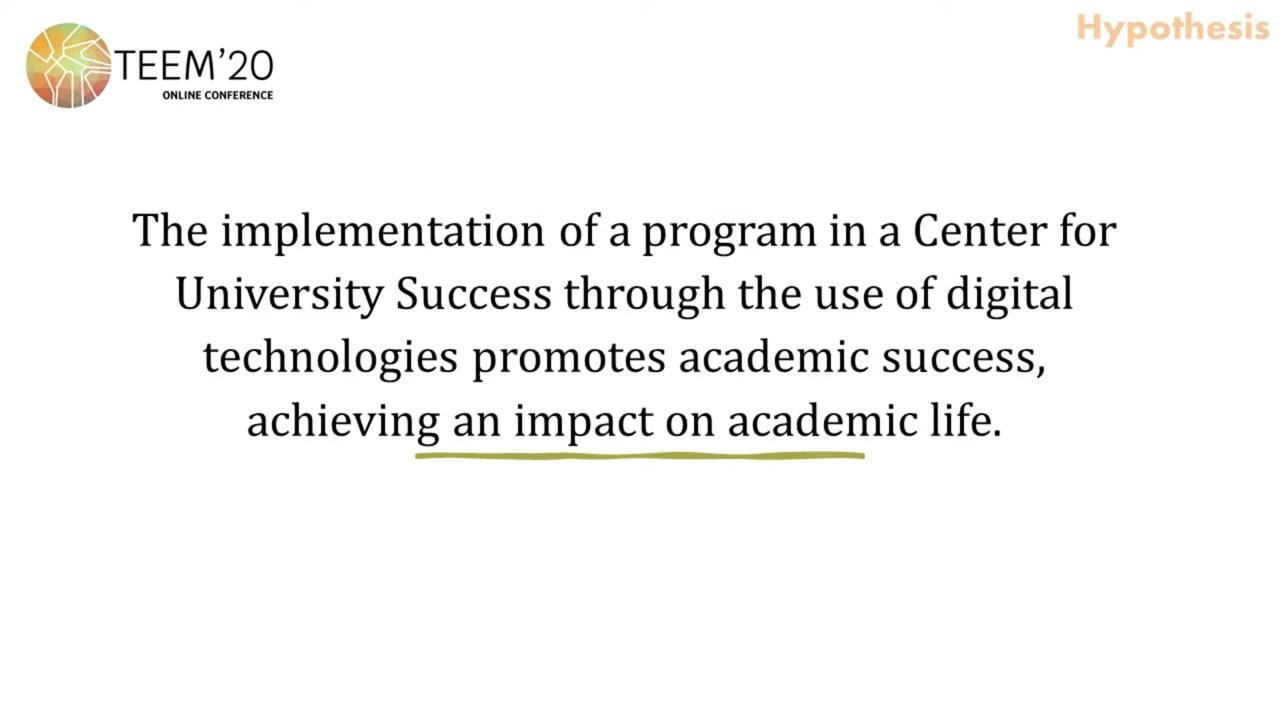 Hypothesis
TEEM'20
ONLINE CONFERENCE
The implementation of a program in a Center for
University Success through the use of digital
technologies promotes academic success,
achieving an impact on academic life.